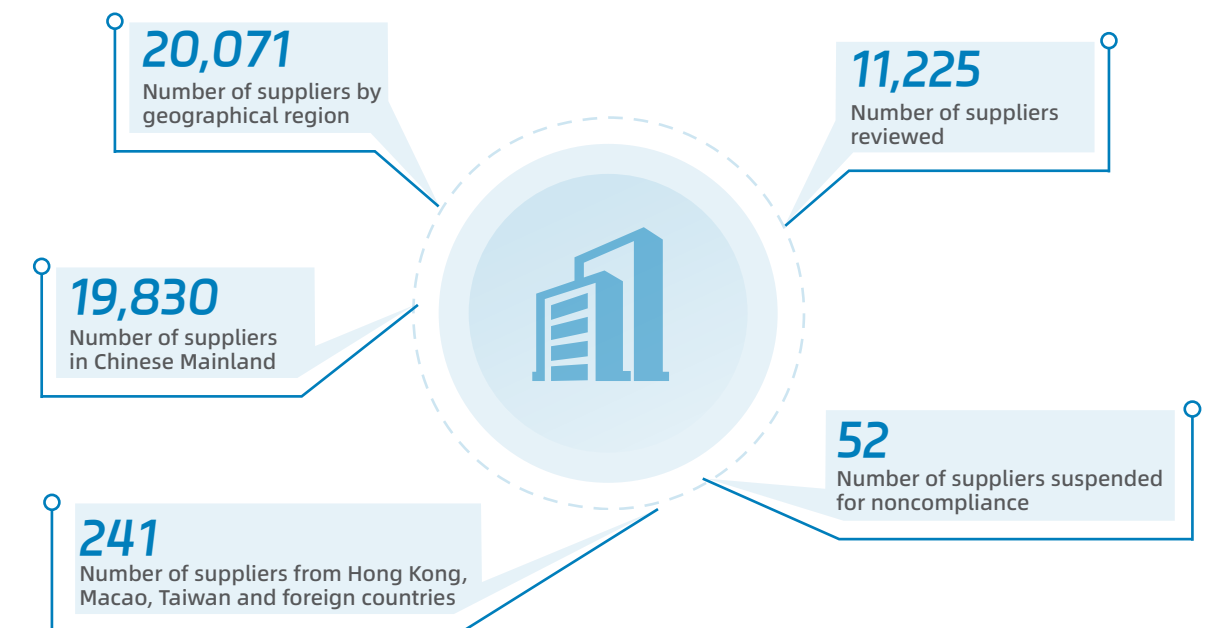 20,071
Number of suppliers by
geographical region
11,225
Number of suppliers
reviewed
19,830
Number of suppliers
in Chinese Mainland
52
Number of suppliers suspended
for noncompliance
241
Number of suppliers from Hong Kong,
Macao, Taiwan and foreign countries